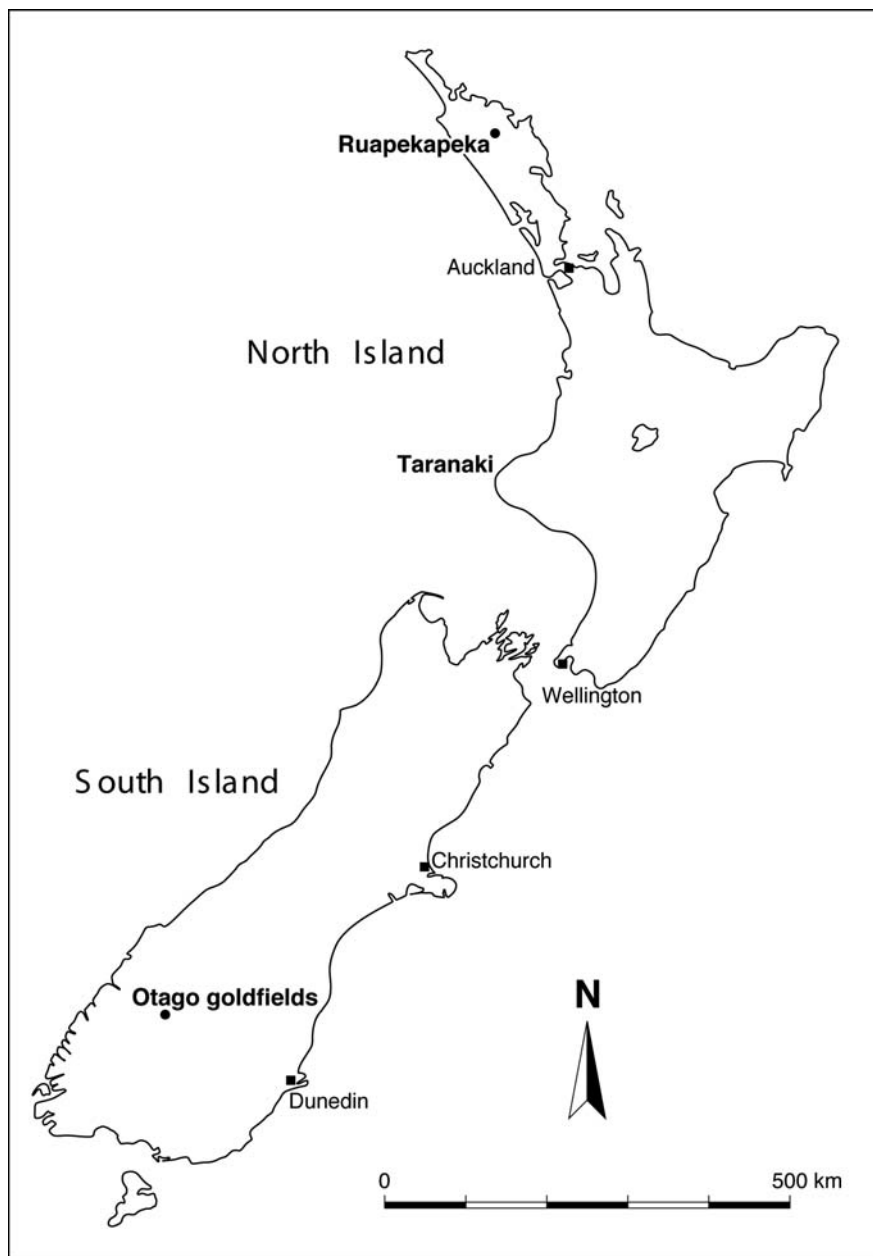 Ruapekapeka
Auckland
North Island
Taranaki
Wellington
South Island
Christchurch
Otago goldfields
N
Dunedin
0 500 km